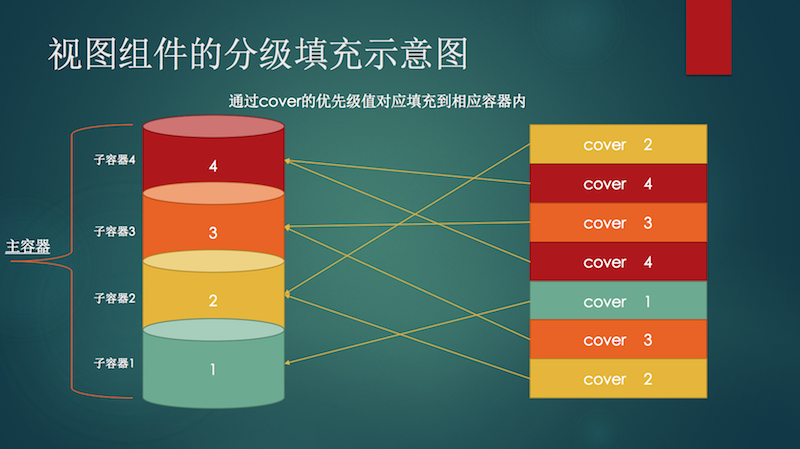 视图组件的分级填充示意图
通过cover的优先级值对应填充到相应容器内
主容器
子容器4
子容器3
子容器2
子容器1
4
3
2
1
cover 2
cover 4
cover 3
cover 4
cover 1
cover 3
cover 2